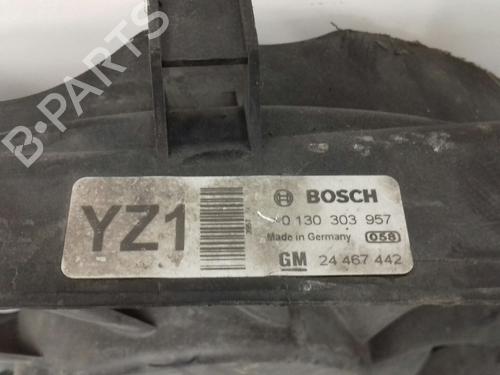 B-PARTS
YZ1
BOSCH
0 130 303 957
Made in Germany 058
GM 24 467 442